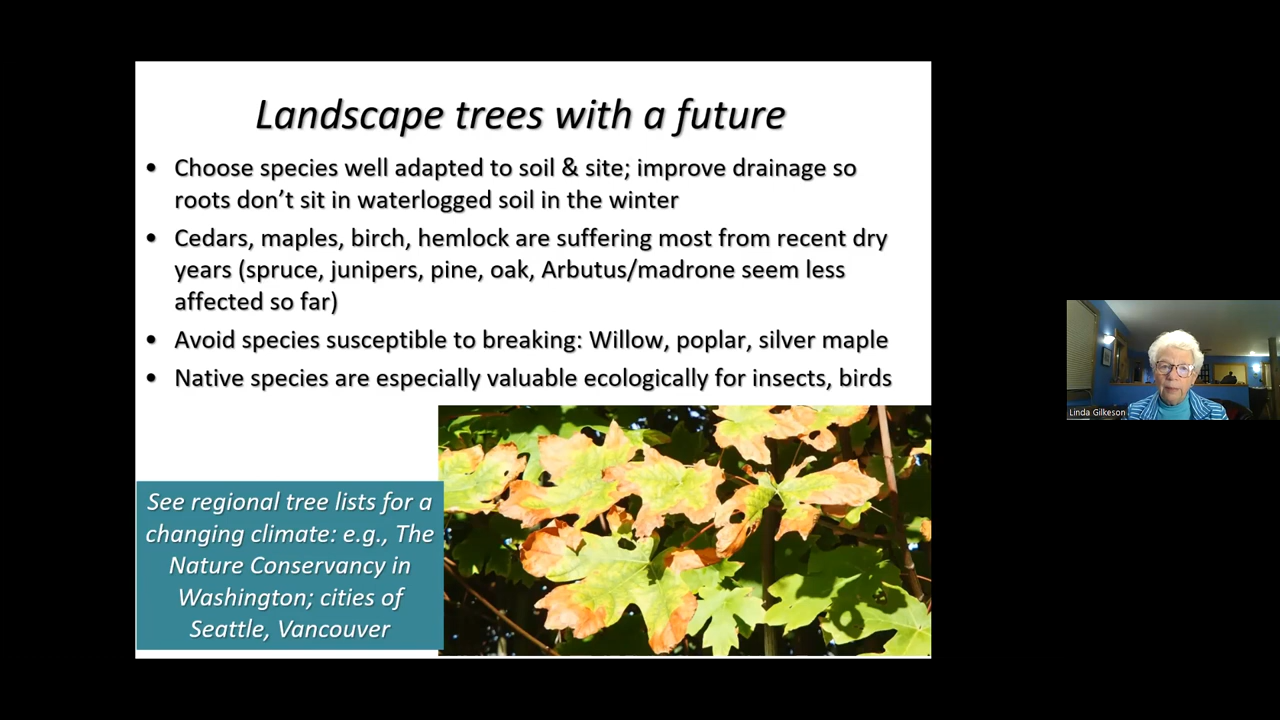 Landscape trees with a future
• Choose species well adapted to soil & site; improve drainage so
roots don't sit in waterlogged soil in the winter
• Cedars, maples, birch, hemlock are suffering most from recent dry
years (spruce, junipers, pine, oak, Arbutus/madrone seem less
affected so far)
• Avoid species susceptible to breaking: Willow, poplar, silver maple
• Native species are especially valuable ecologically for insects, birds
See regional tree lists for a
changing climate: e.g., The
Nature Conservancy in
Washington; cities of
Seattle, Vancouver
Linda Gilkeson